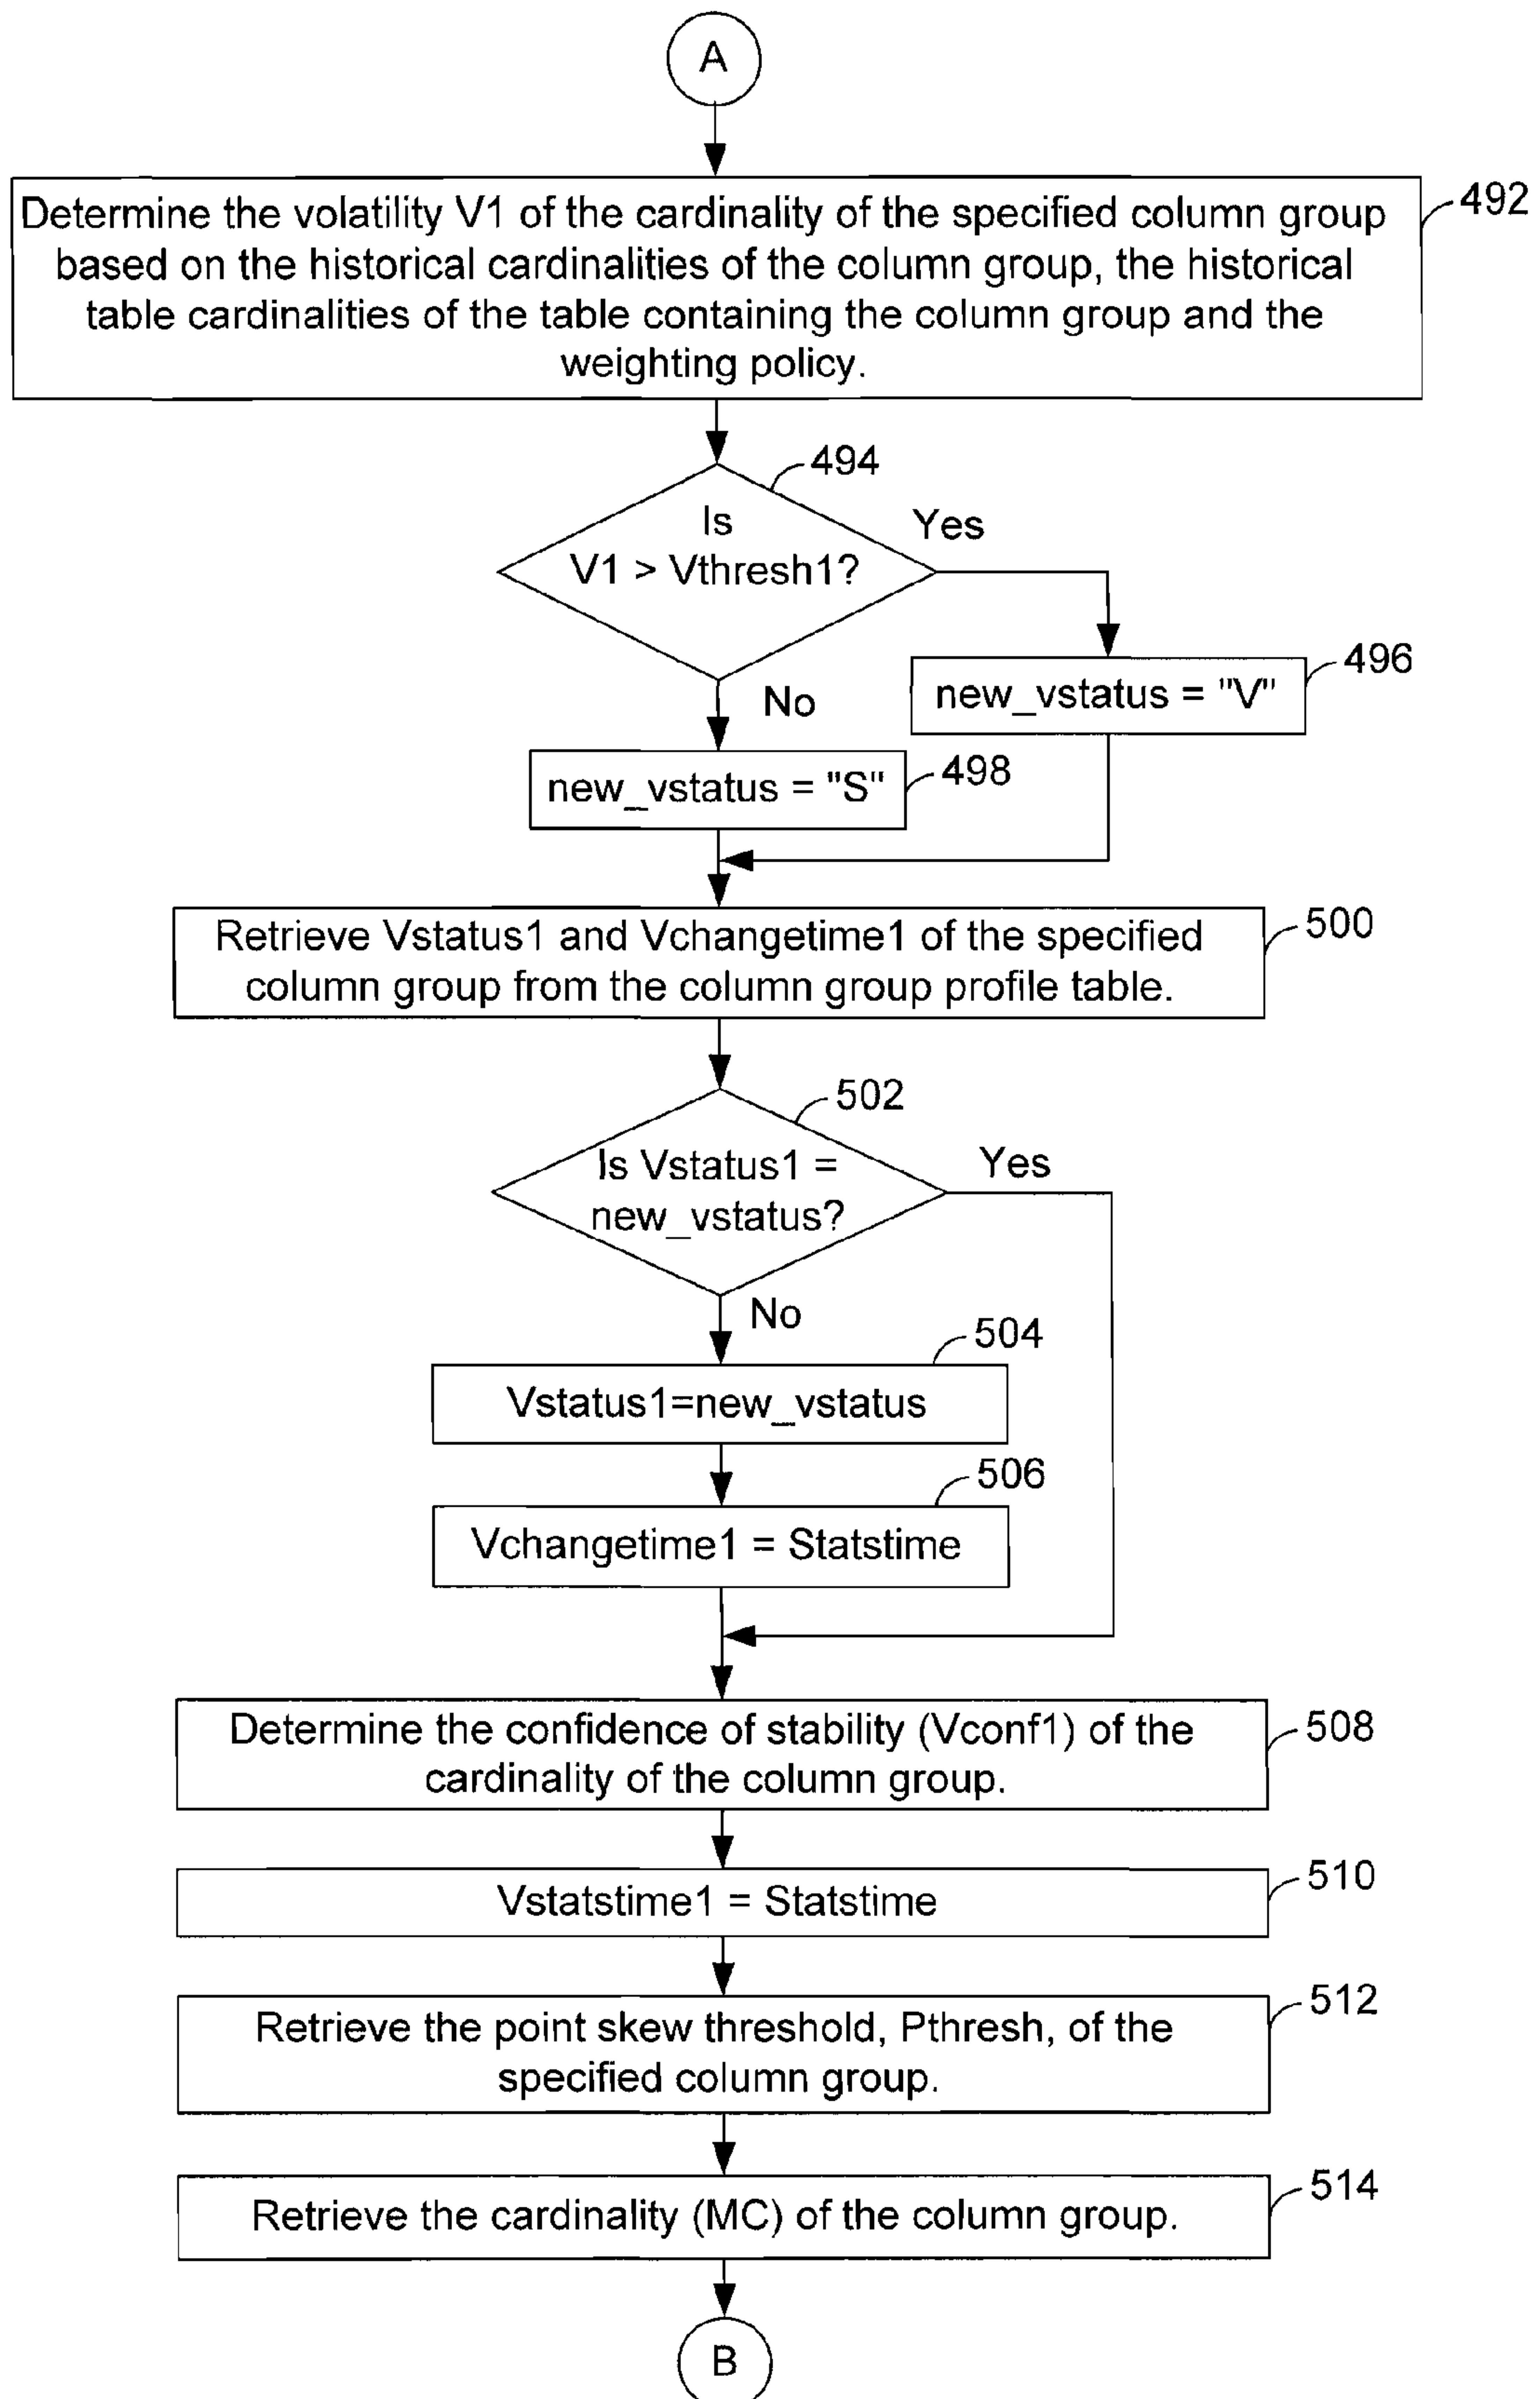 A
Determine the volatility V1 of the cardinality of the specified column group
based on the historical cardinalities of the column group, the historical
table cardinalities of the table containing the column group and the
weighting policy.
492
494
Is
V1 > Vthresh1?
Yes
No
496
new_vstatus = "V"
new_vstatus = "S"
498
Retrieve Vstatus1 and Vchangetime1 of the specified
column group from the column group profile table.
500
502
Is Vstatus1 =
new_vstatus?
Yes
No
504
Vstatus1=new_vstatus
506
Vchangetime1 = Statstime
Determine the confidence of stability (Vconf1) of the
cardinality of the column group.
508
Vstatstime1 = Statstime
510
Retrieve the point skew threshold, Pthresh, of the
specified column group.
512
Retrieve the cardinality (MC) of the column group.
514
B